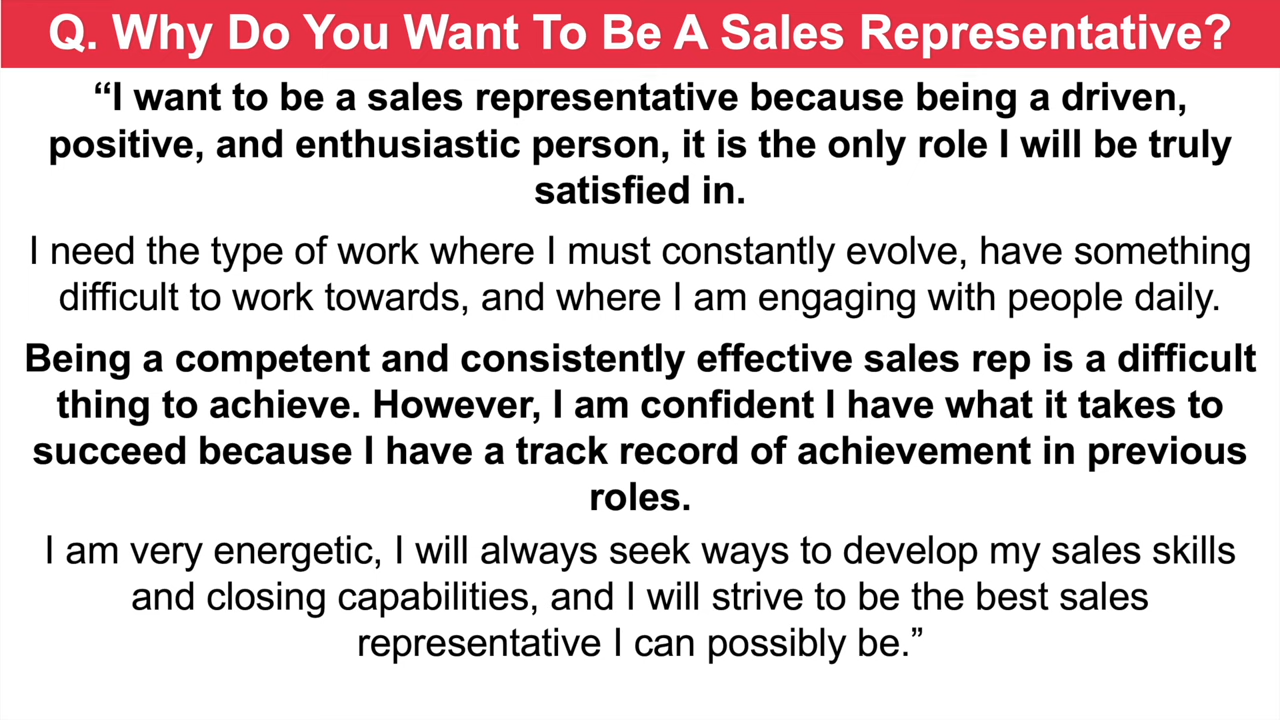 Q. Why Do You Want To Be A Sales Representative?
“I want to be a sales representative because being a driven,
positive, and enthusiastic person, it is the only role I will be truly
satisfied in.
I need the type of work where I must constantly evolve, have something
difficult to work towards, and where I am engaging with people daily.
Being a competent and consistently effective sales rep is a difficult
thing to achieve. However, I am confident I have what it takes to
succeed because I have a track record of achievement in previous
roles.
I am very energetic, I will always seek ways to develop my sales skills
and closing capabilities, and I will strive to be the best sales
representative I can possibly be.”